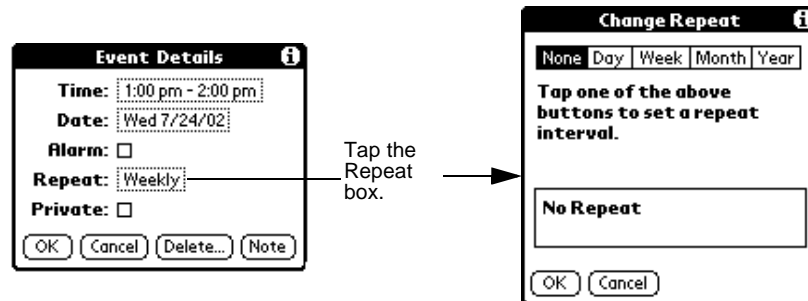 Event Details
Time: 1:00 pm - 2:00 pm
Date: Wed 7/24/02
Alarm:
Repeat: Weekly
Private:
OK Cancel Delete... Note
Tap the
Repeat
box.
Change Repeat
None Day Week Month Year
Tap one of the above
buttons to set a repeat
interval.
No Repeat
OK Cancel